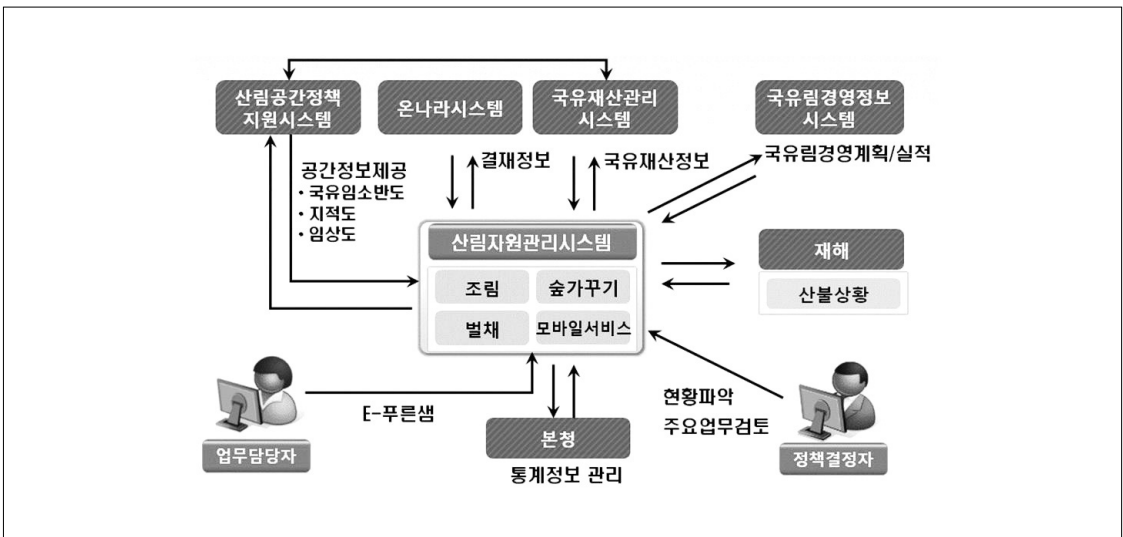 산림공간정책
지원시스템
온나라시스템
국유재산관리
시스템
국유림경영정보
시스템
국유림경영계획/실적
결재정보
국유재산정보
공간정보제공
• 국유임소반도
• 지적도
• 임상도
산림자원관리시스템
조림
숲가꾸기
벌채
모바일서비스
재해
산불상황
업무담당자
E-푸른샘
본청
통계정보 관리
현황파악
주요업무검토
정책결정자